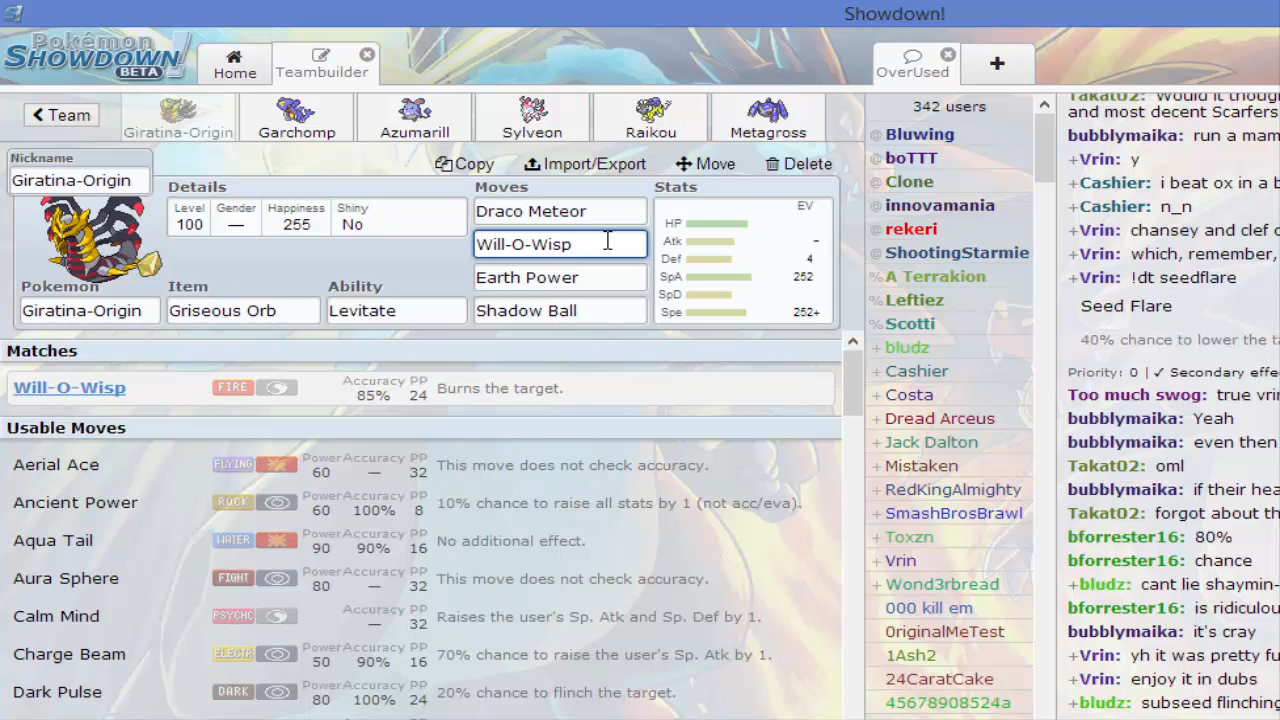 Showdown!
Pokémon
SHOWDOWN!
BETA
Home
Teambuilder
OverUsed
+
Team
Giratina-Origin
Garchomp
Azumarill
Sylveon
Raikou
Metagross
Nickname
Giratina-Origin
Copy
Import/Export
Move
Delete
Details
Level Gender Happiness Shiny
100 — 255 No
Pokemon
Giratina-Origin
Item
Griseous Orb
Ability
Levitate
Moves
Draco Meteor
Will-O-Wisp
Earth Power
Shadow Ball
Stats
EV
HP
Atk –
Def 4
SpA 252
SpD
Spe 252+
Matches
Will-O-Wisp FIRE Accuracy 85% PP 24 Burns the target.
Usable Moves
Aerial Ace FLYING Power 60 Accuracy — PP 32 This move does not check accuracy.
Ancient Power ROCK Power 60 Accuracy 100% PP 8 10% chance to raise all stats by 1 (not acc/eva).
Aqua Tail WATER Power 90 Accuracy 90% PP 16 No additional effect.
Aura Sphere FIGHT Power 80 Accuracy — PP 32 This move does not check accuracy.
Calm Mind PSYCHC Accuracy — PP 32 Raises the user's Sp. Atk and Sp. Def by 1.
Charge Beam ELECTR Power 50 Accuracy 90% PP 16 70% chance to raise the user's Sp. Atk by 1.
Dark Pulse DARK Power 80 Accuracy 100% PP 24 20% chance to flinch the target.
342 users
@ Bluwing
@ boTTT
@ Clone
@ innovamania
@ rekeri
@ ShootingStarmie
% A Terrakion
% Leftiez
% Scotti
+ bludz
+ Cashier
+ Costa
+ Dread Arceus
+ Jack Dalton
+ Mistaken
+ RedKingAlmighty
+ SmashBrosBrawl
+ Toxzn
+ Vrin
+ Wond3rbread
000 kill em
0riginalMeTest
1Ash2
24CaratCake
45678908524a
Takat02: Would it though
and most decent Scarfers
bubblymaika: run a mam
+Vrin: y
+Cashier: i beat ox in a b
+Cashier: n_n
+Vrin: chansey and clef c
+Vrin: which, remember,
+Vrin: !dt seedflare
Seed Flare
40% chance to lower the ta
Priority: 0 | ✓ Secondary effe
Too much swog: true vrin
bubblymaika: Yeah
bubblymaika: even then
Takat02: oml
bubblymaika: if their hea
Takat02: forgot about th
bforrester16: 80%
bforrester16: chance
+bludz: cant lie shaymin-
bforrester16: is ridiculou
bubblymaika: it's cray
+Vrin: yh it was pretty fu
+Vrin: enjoy it in dubs
+bludz: subseed flinching